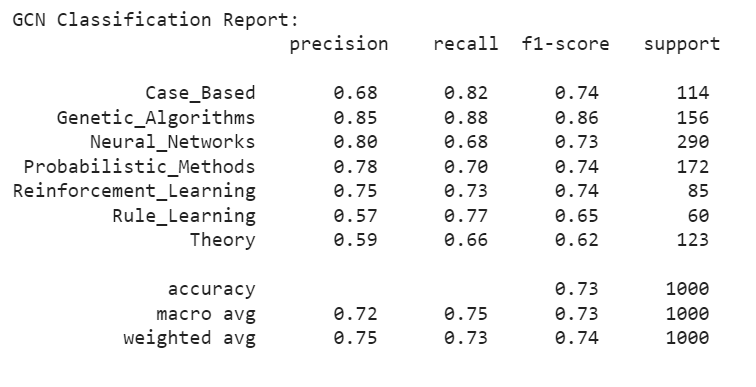 GCN Classification Report:
precision recall f1-score support
Case_Based 0.68 0.82 0.74 114
Genetic_Algorithms 0.85 0.88 0.86 156
Neural_Networks 0.80 0.68 0.73 290
Probabilistic_Methods 0.78 0.70 0.74 172
Reinforcement_Learning 0.75 0.73 0.74 85
Rule_Learning 0.57 0.77 0.65 60
Theory 0.59 0.66 0.62 123
accuracy 0.73 1000
macro avg 0.72 0.75 0.73 1000
weighted avg 0.75 0.73 0.74 1000